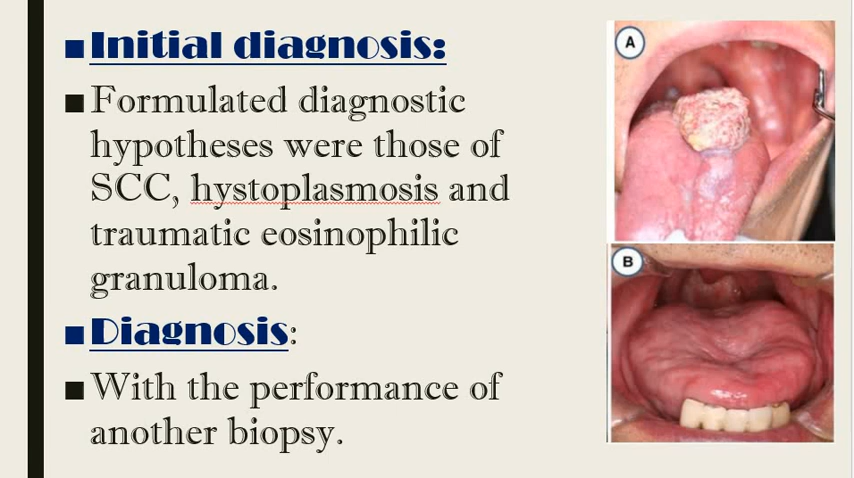 ■Initial diagnosis:
■Formulated diagnostic
hypotheses were those of
SCC, hystoplasmosis and
traumatic eosinophilic
granuloma.
■Diagnosis:
■With the performance of
another biopsy.
A
B